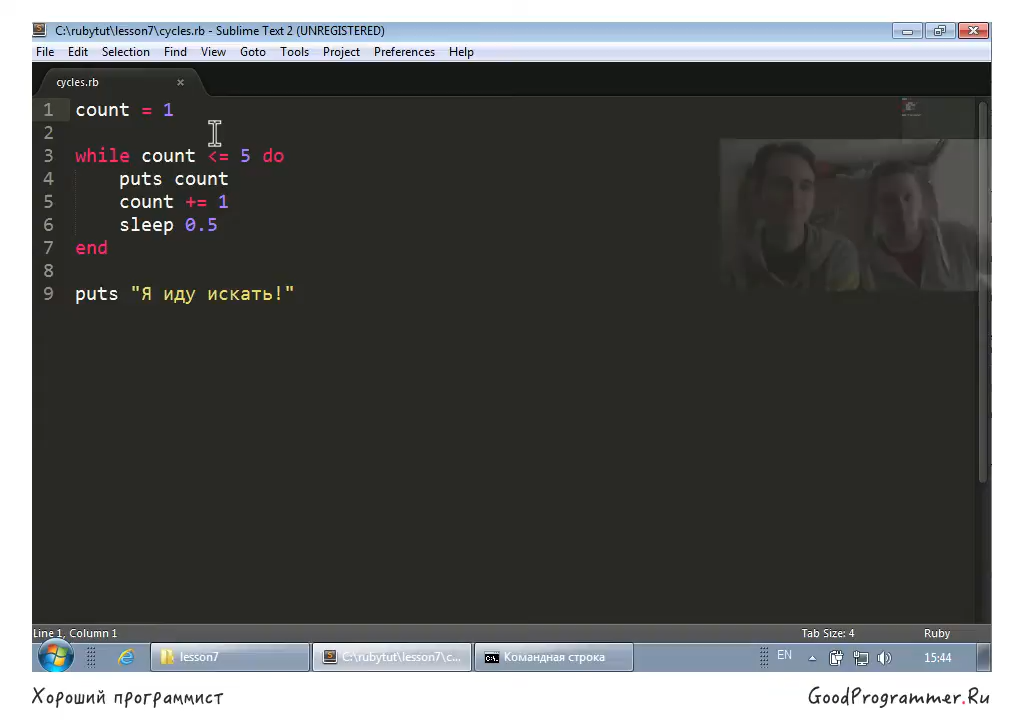 C:\rubytut\lesson7\cycles.rb - Sublime Text 2 (UNREGISTERED)
File Edit Selection Find View Goto Tools Project Preferences Help
cycles.rb
1 count = 1
2
3 while count <= 5 do
4 puts count
5 count += 1
6 sleep 0.5
7 end
8
9 puts "Я иду искать!"
Line 1, Column 1 Tab Size: 4 Ruby
lesson7 C:\rubytut\lesson7\c... Командная строка EN 15:44
Хороший программист GoodProgrammer.Ru